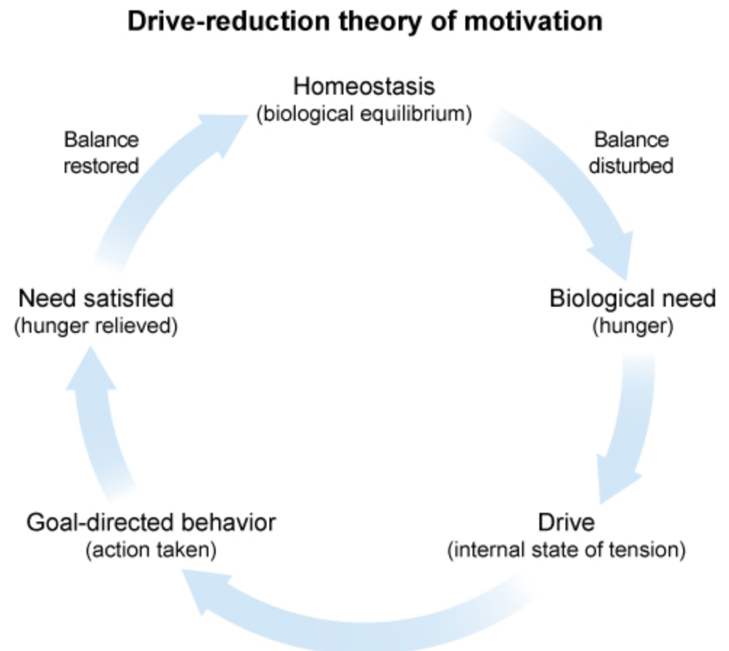 Drive-reduction theory of motivation
Homeostasis
(biological equilibrium)
Balance
disturbed
Biological need
(hunger)
Drive
(internal state of tension)
Goal-directed behavior
(action taken)
Need satisfied
(hunger relieved)
Balance
restored